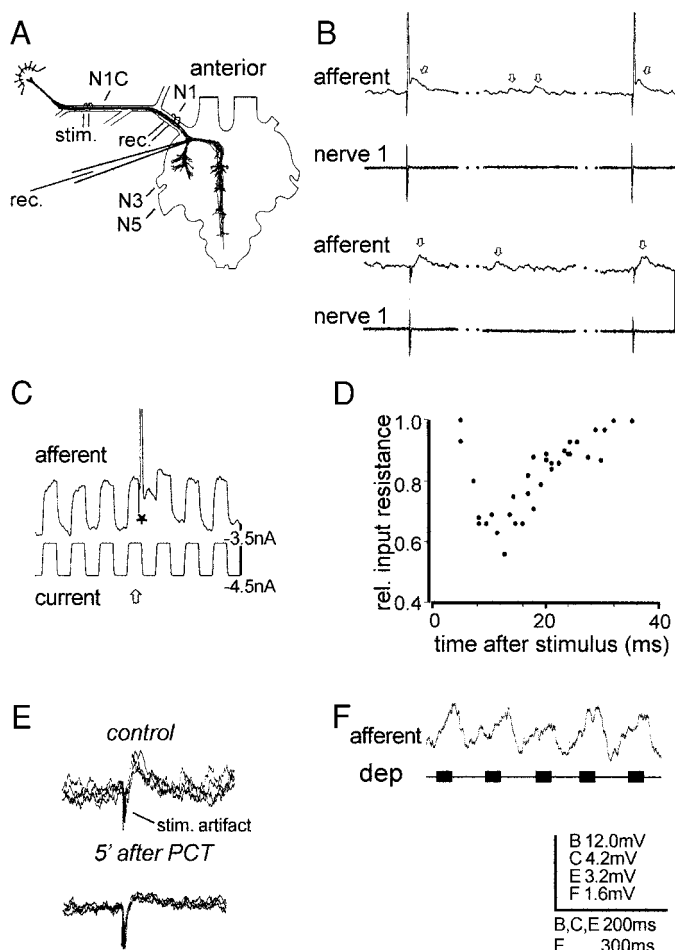 A
N1C
anterior
N1
stim.
rec.
rec.
N3
N5
B
afferent
nerve 1
afferent
nerve 1
C
afferent
-3.5nA
-4.5nA
current
D
rel. input resistance
1.0
0.8
0.6
0.4
0
20
40
time after stimulus (ms)
E
control
stim. artifact
5' after PCT
F
afferent
dep
B 12.0mV
C 4.2mV
E 3.2mV
F 1.6mV
B,C,E 200ms
F 300ms